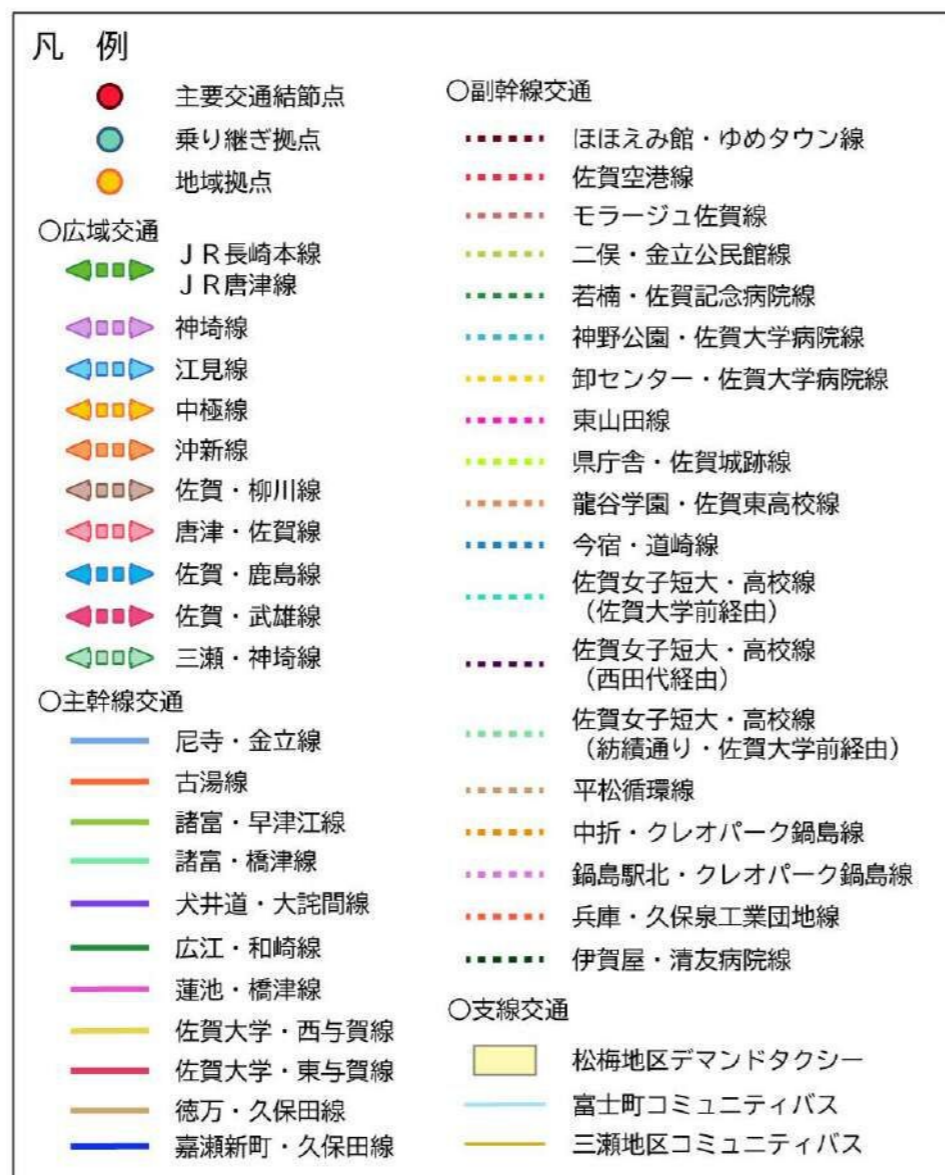 凡 例
主要交通結節点
乗り継ぎ拠点
地域拠点
○広域交通
ＪＲ長崎本線
ＪＲ唐津線
神埼線
江見線
中極線
沖新線
佐賀・柳川線
唐津・佐賀線
佐賀・鹿島線
佐賀・武雄線
三瀬・神埼線
○主幹線交通
尼寺・金立線
古湯線
諸富・早津江線
諸富・橋津線
犬井道・大詫間線
広江・和崎線
蓮池・橋津線
佐賀大学・西与賀線
佐賀大学・東与賀線
徳万・久保田線
嘉瀬新町・久保田線
○副幹線交通
ほほえみ館・ゆめタウン線
佐賀空港線
モラージュ佐賀線
二俣・金立公民館線
若楠・佐賀記念病院線
神野公園・佐賀大学病院線
卸センター・佐賀大学病院線
東山田線
県庁舎・佐賀城跡線
龍谷学園・佐賀東高校線
今宿・道崎線
佐賀女子短大・高校線
（佐賀大学前経由）
佐賀女子短大・高校線
（西田代経由）
佐賀女子短大・高校線
（紡績通り・佐賀大学前経由）
平松循環線
中折・クレオパーク鍋島線
鍋島駅北・クレオパーク鍋島線
兵庫・久保泉工業団地線
伊賀屋・清友病院線
○支線交通
松梅地区デマンドタクシー
富士町コミュニティバス
三瀬地区コミュニティバス